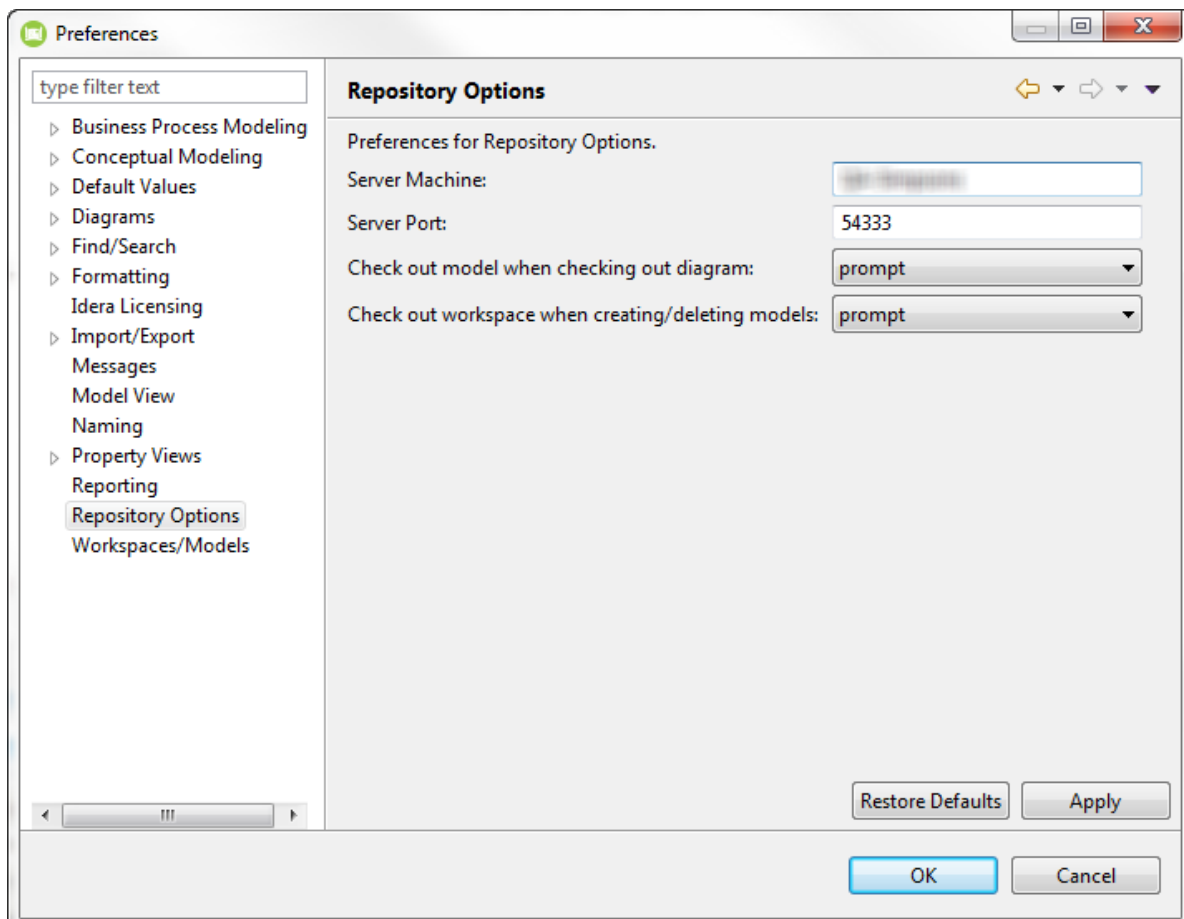 Preferences
type filter text
Business Process Modeling
Conceptual Modeling
Default Values
Diagrams
Find/Search
Formatting
Idera Licensing
Import/Export
Messages
Model View
Naming
Property Views
Reporting
Repository Options
Workspaces/Models
Repository Options
Preferences for Repository Options.
Server Machine:
Server Port: 54333
Check out model when checking out diagram: prompt
Check out workspace when creating/deleting models: prompt
Restore Defaults Apply
OK Cancel